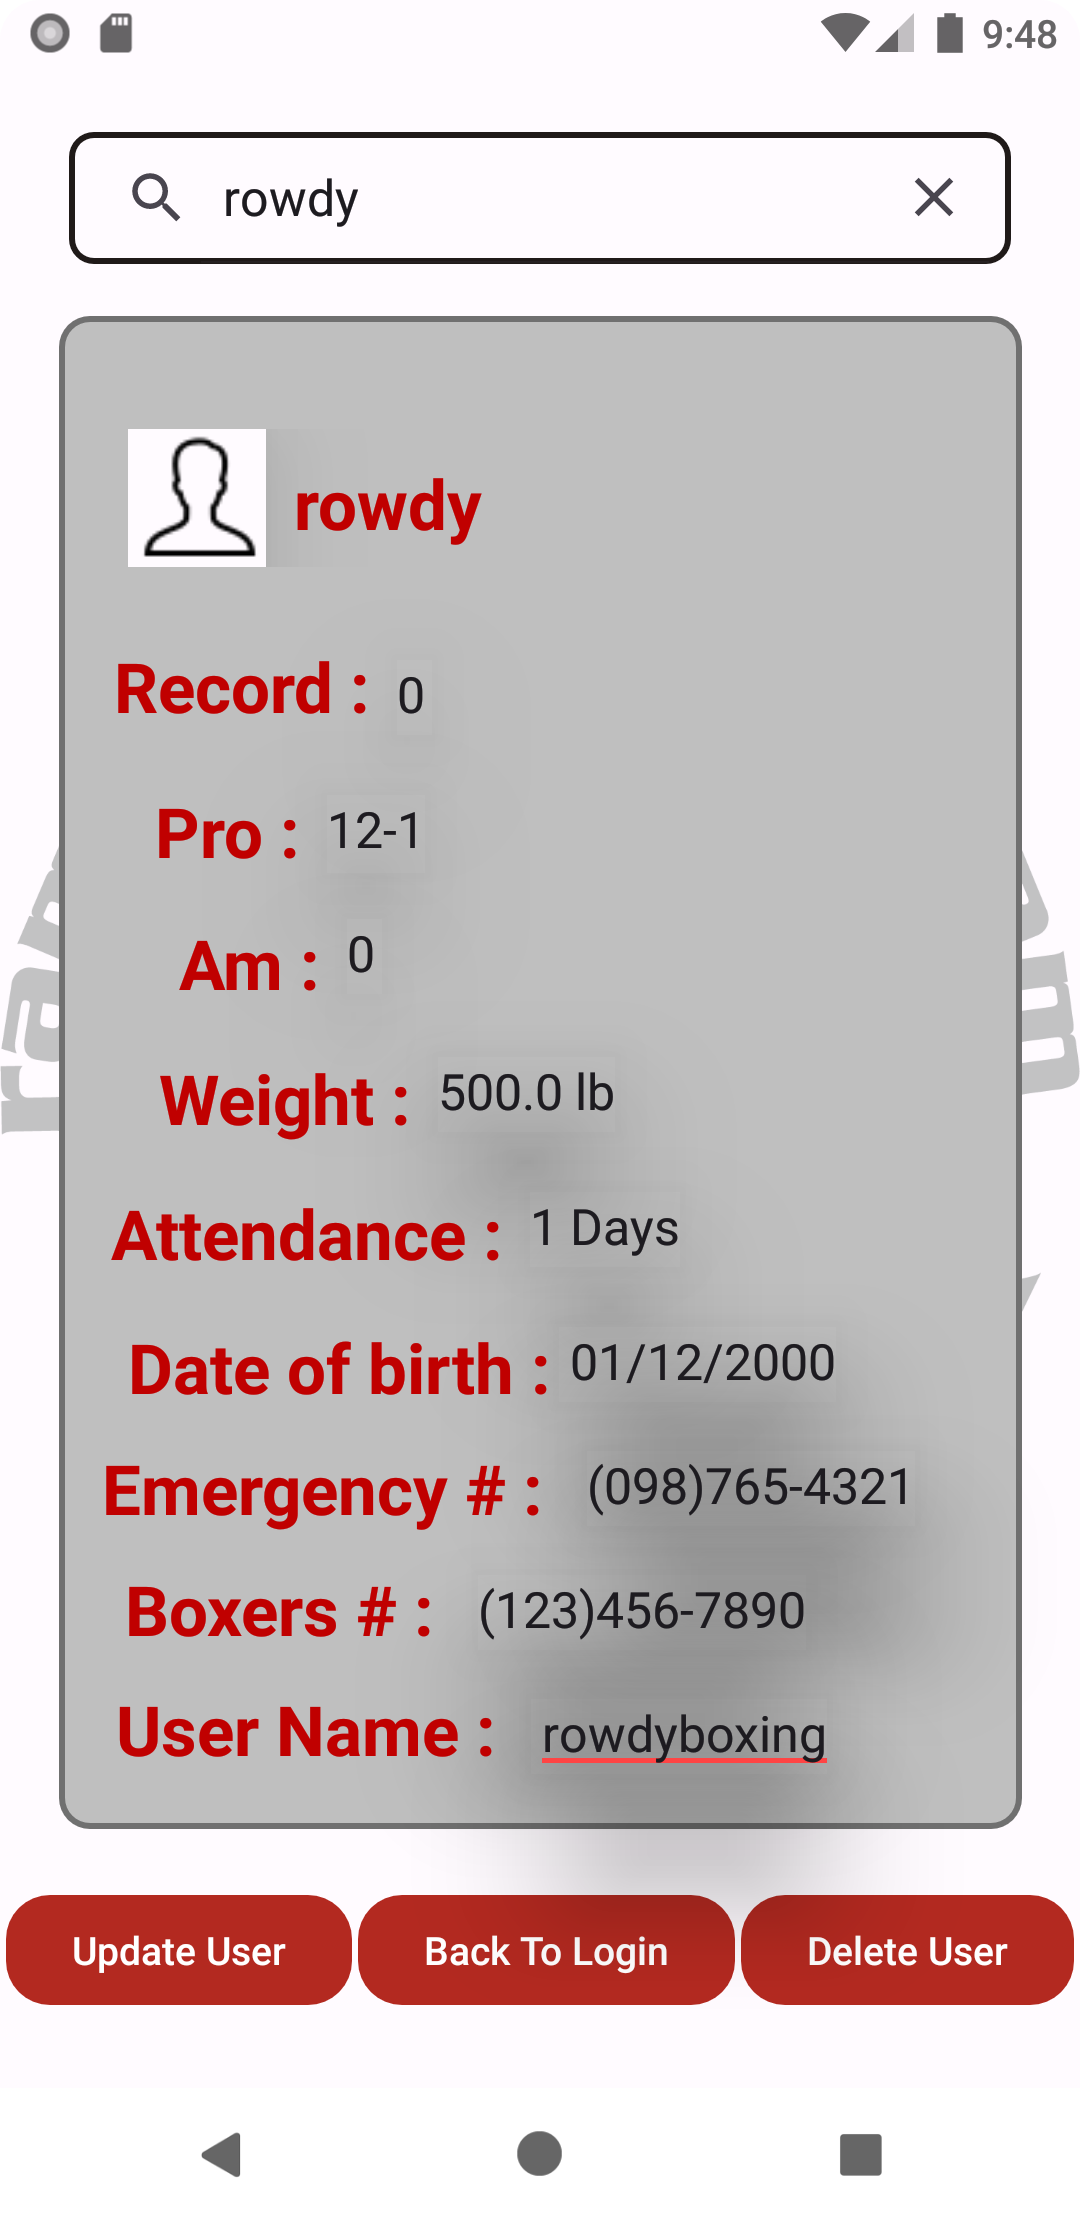 9:48
rowdy
rowdy
Record : 0
Pro : 12-1
Am : 0
Weight : 500.0 lb
Attendance : 1 Days
Date of birth : 01/12/2000
Emergency # : (098)765-4321
Boxers # : (123)456-7890
User Name : rowdyboxing
Update User Back To Login Delete User